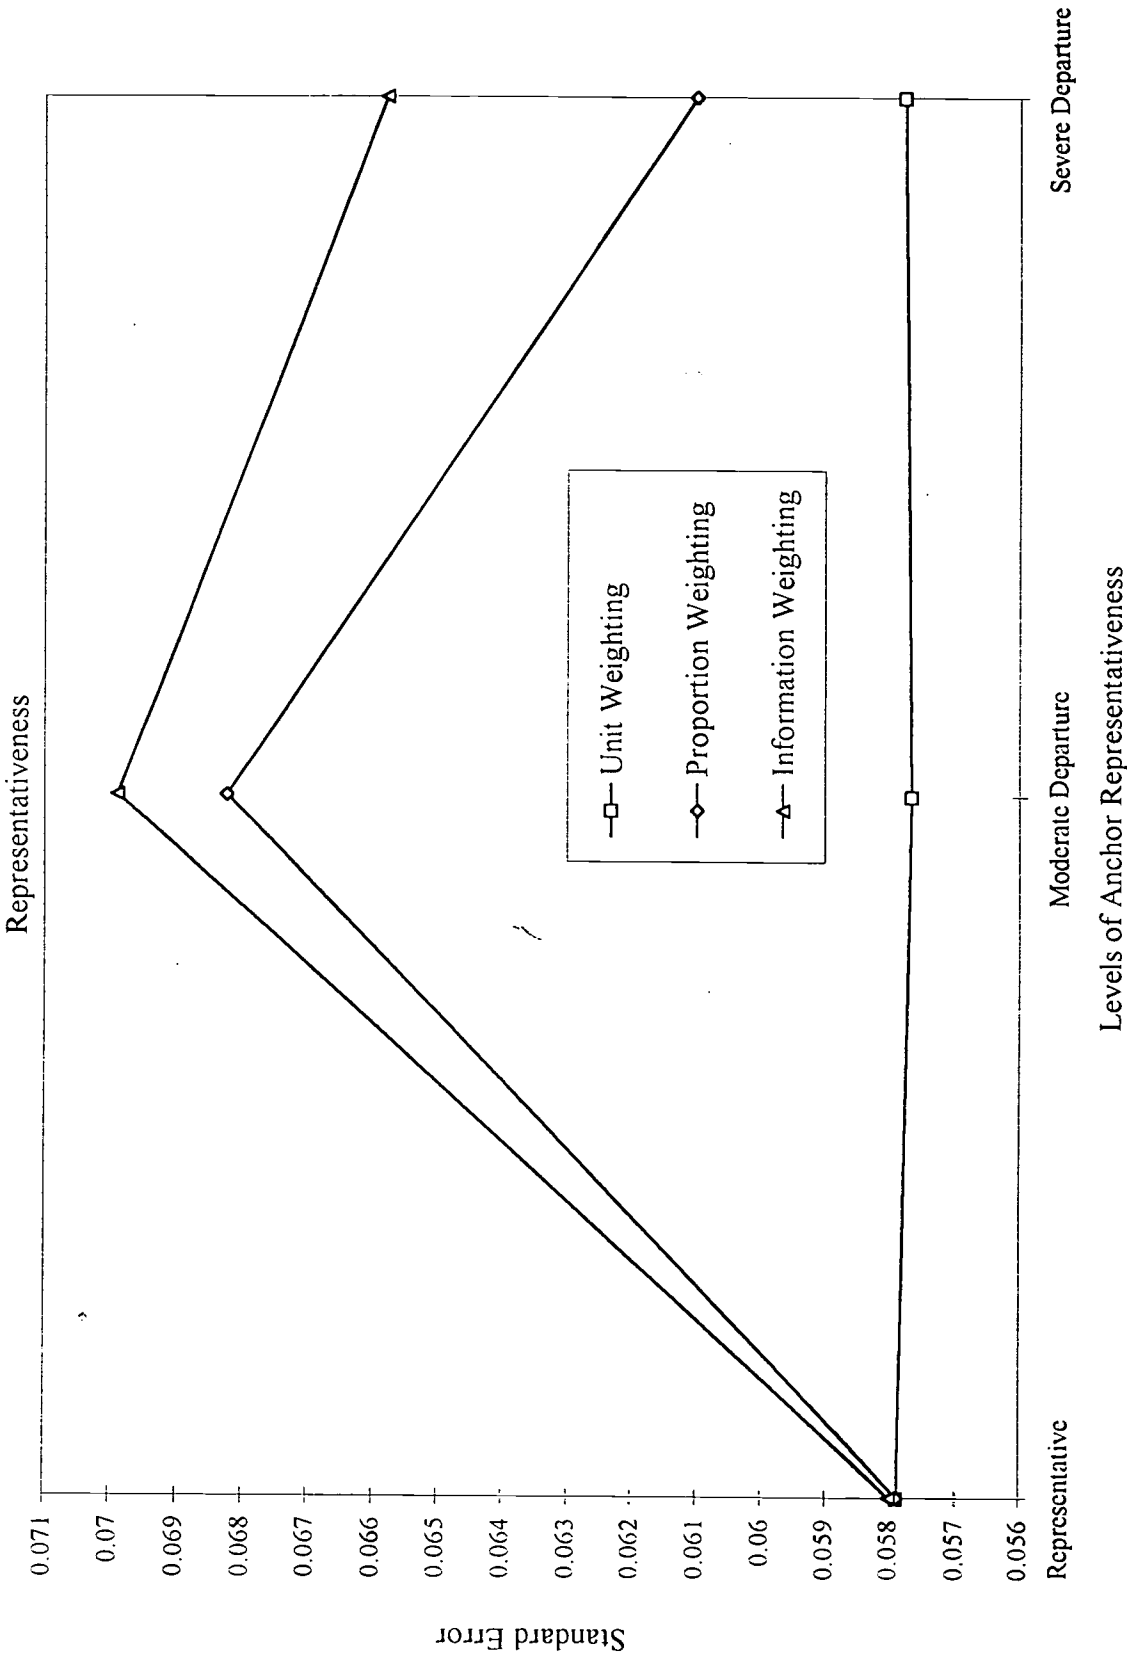 Representativeness
0.071
0.07
0.069
0.068
0.067
0.066
0.065
0.064
0.063
0.062
0.061
0.06
0.059
0.058
0.057
0.056
Standard Error
Unit Weighting
Proportion Weighting
Information Weighting
Representative
Moderate Departure
Severe Departure
Levels of Anchor Representativeness